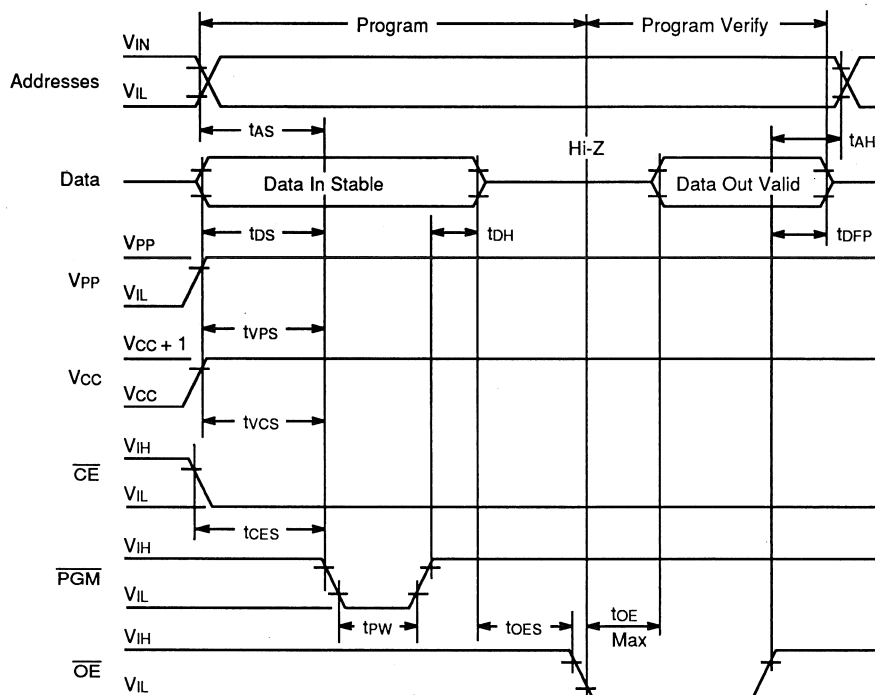 Program Program Verify
VIN
Addresses
VIL
tAS
tAH
Hi-Z
Data Data In Stable Data Out Valid
tDS tDH tDFP
VPP
VPP
VIL
tVPS
VCC + 1
VCC
VCC
tVCS
VIH
CE
VIL
tCES
VIH
PGM
VIL
tPW tOES tOE
Max
VIH
OE
VIL